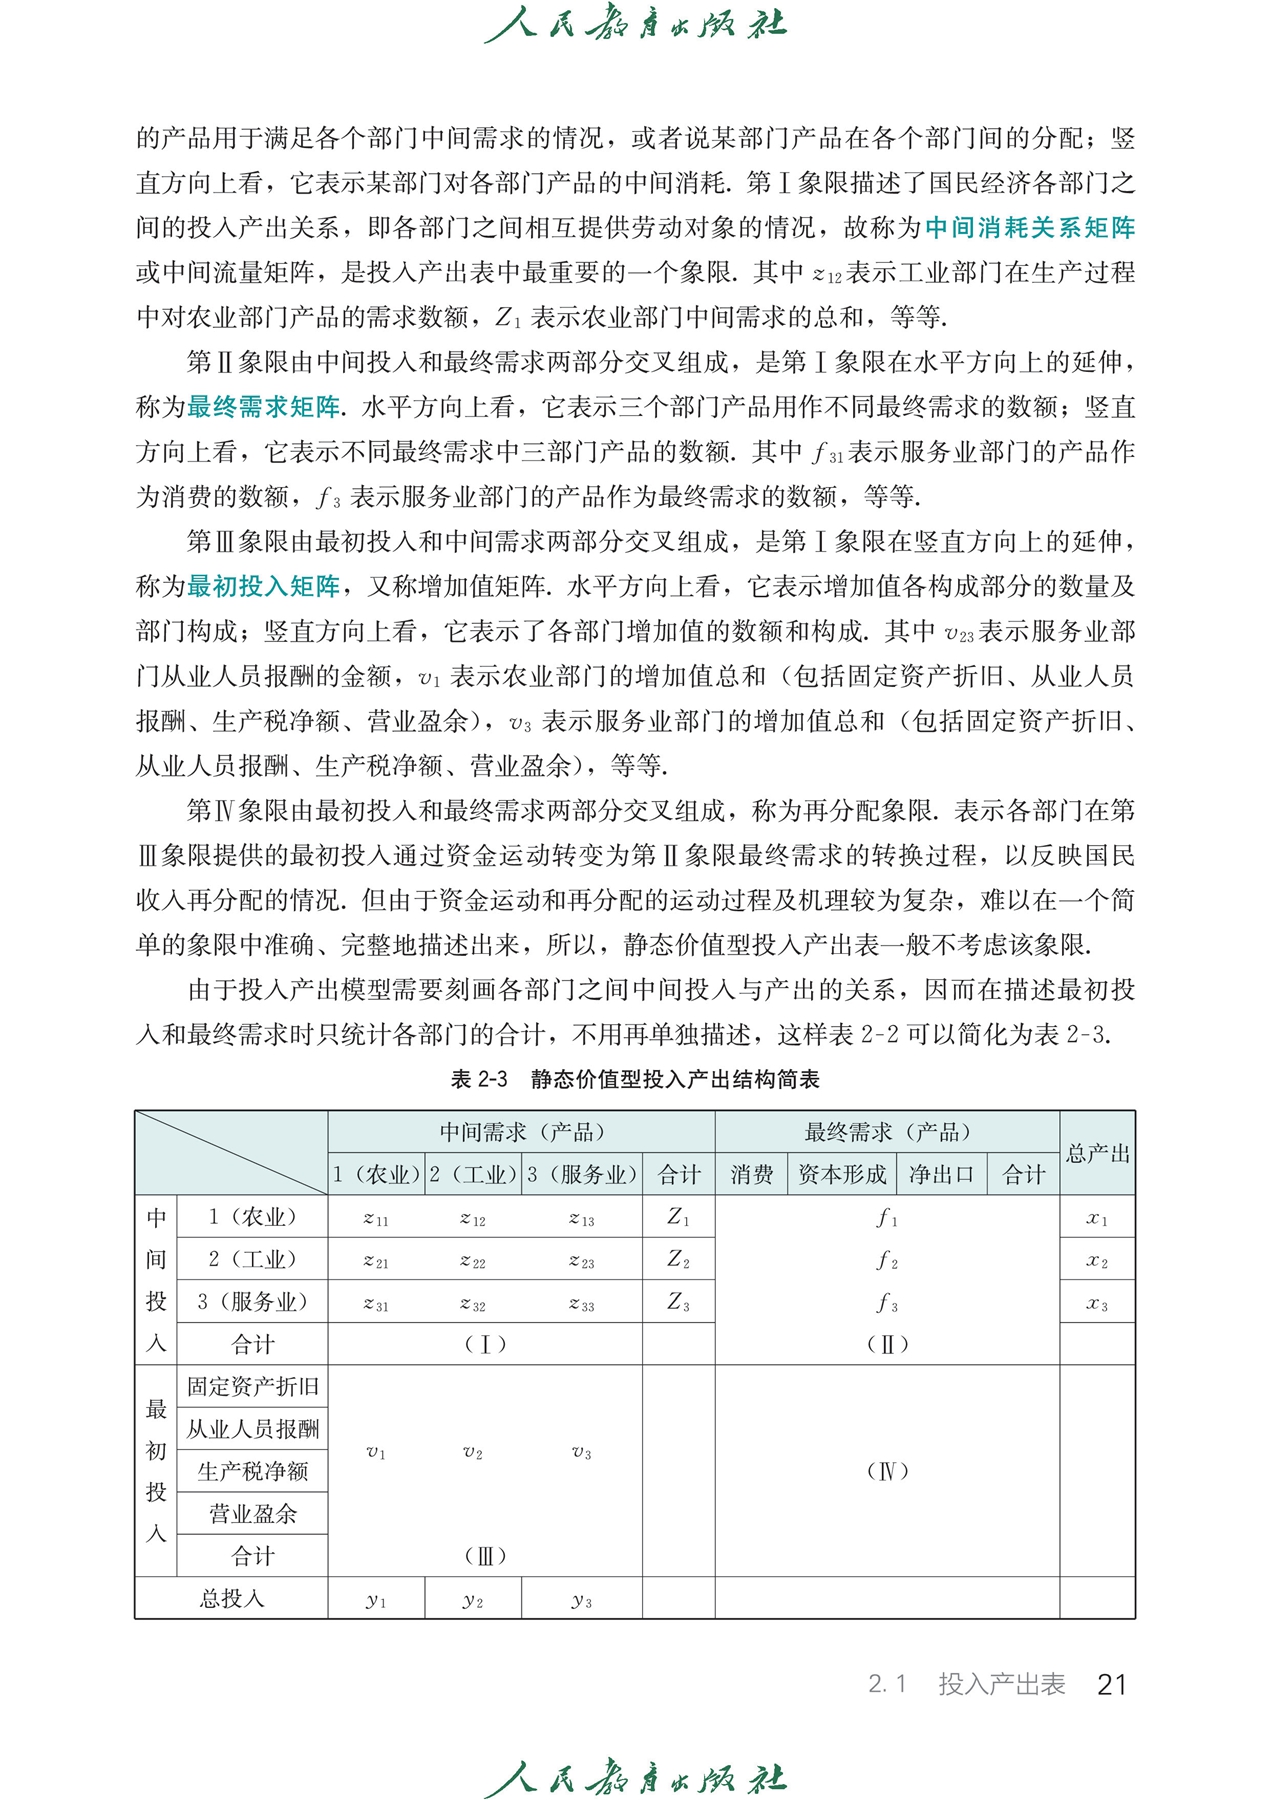 人民教育出版社
的产品用于满足各个部门中间需求的情况，或者说某部门产品在各个部门间的分配；竖
直方向上看，它表示某部门对各部门产品的中间消耗. 第Ⅰ象限描述了国民经济各部门之
间的投入产出关系，即各部门之间相互提供劳动对象的情况，故称为中间消耗关系矩阵
或中间流量矩阵，是投入产出表中最重要的一个象限. 其中 z12表示工业部门在生产过程
中对农业部门产品的需求数额，Z1 表示农业部门中间需求的总和，等等.
第Ⅱ象限由中间投入和最终需求两部分交叉组成，是第Ⅰ象限在水平方向上的延伸，
称为最终需求矩阵. 水平方向上看，它表示三个部门产品用作不同最终需求的数额；竖直
方向上看，它表示不同最终需求中三部门产品的数额. 其中 f31表示服务业部门的产品作
为消费的数额，f3 表示服务业部门的产品作为最终需求的数额，等等.
第Ⅲ象限由最初投入和中间需求两部分交叉组成，是第Ⅰ象限在竖直方向上的延伸，
称为最初投入矩阵，又称增加值矩阵. 水平方向上看，它表示增加值各构成部分的数量及
部门构成；竖直方向上看，它表示了各部门增加值的数额和构成. 其中 v23表示服务业部
门从业人员报酬的金额，v1 表示农业部门的增加值总和（包括固定资产折旧、从业人员
报酬、生产税净额、营业盈余），v3 表示服务业部门的增加值总和（包括固定资产折旧、
从业人员报酬、生产税净额、营业盈余），等等.
第Ⅳ象限由最初投入和最终需求两部分交叉组成，称为再分配象限. 表示各部门在第
Ⅲ象限提供的最初投入通过资金运动转变为第Ⅱ象限最终需求的转换过程，以反映国民
收入再分配的情况. 但由于资金运动和再分配的运动过程及机理较为复杂，难以在一个简
单的象限中准确、完整地描述出来，所以，静态价值型投入产出表一般不考虑该象限.
由于投入产出模型需要刻画各部门之间中间投入与产出的关系，因而在描述最初投
入和最终需求时只统计各部门的合计，不用再单独描述，这样表 2-2 可以简化为表 2-3.
表 2-3 静态价值型投入产出结构简表
中间需求（产品） 最终需求（产品） 总产出
1（农业） 2（工业） 3（服务业） 合计 消费 资本形成 净出口 合计
中间投入 1（农业） z11 z12 z13 Z1 f1 x1
2（工业） z21 z22 z23 Z2 f2 x2
3（服务业） z31 z32 z33 Z3 f3 x3
合计 （Ⅰ） （Ⅱ）
最初投入 固定资产折旧
从业人员报酬
v1 v2 v3
生产税净额 （Ⅳ）
营业盈余
合计 （Ⅲ）
总投入 y1 y2 y3
2.1 投入产出表 21
人民教育出版社